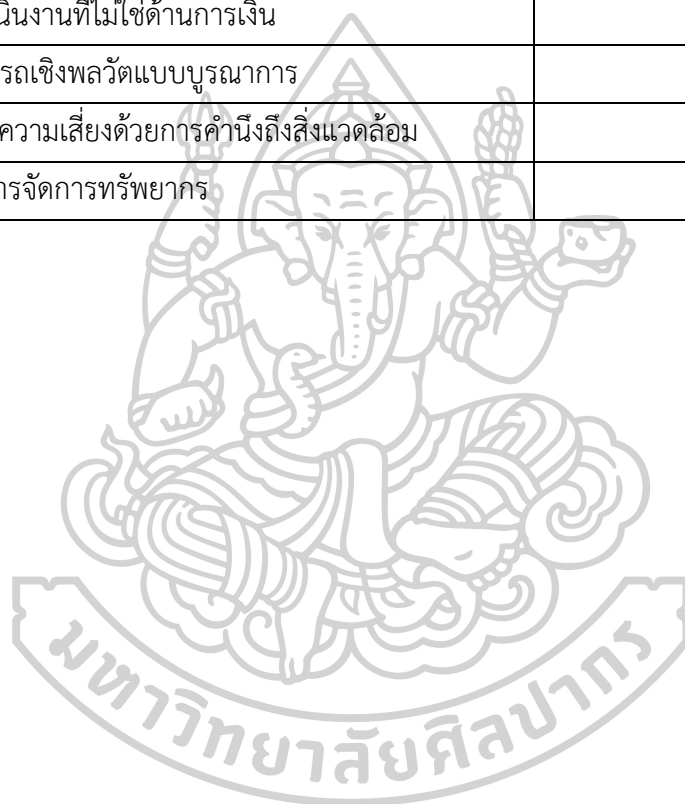 นินงานที่ไม่ใช่ด้านการเงิน
รถเชิงพลวัตแบบบูรณาการ
ความเสี่ยงด้วยการคำนึงถึงสิ่งแวดล้อม
ารจัดการทรัพยากร
มหาวิทยาลัยศิลปากร